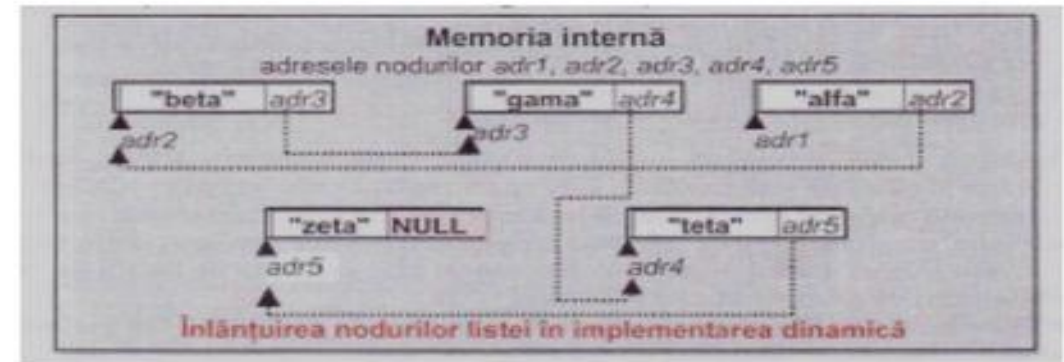 Memoria internă
adresele nodurilor adr1, adr2, adr3, adr4, adr5
"beta" adr3 "gama" adr4 "alfa" adr2
adr2 adr3 adr1
"zeta" NULL "teta" adr5
adr5 adr4
Înlănțuirea nodurilor listei în implementarea dinamică